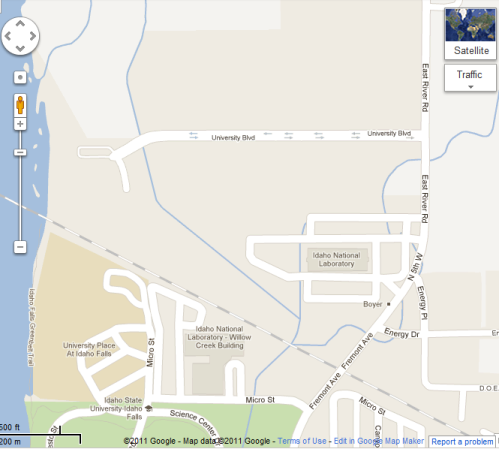 Satellite
Traffic
East River Rd
University Blvd
University Blvd
East River Rd
Idaho National
Laboratory
N 5th W
Boyer
Energy Pl
Idaho Falls Greenbelt Trail
Idaho National
Laboratory - Willow
Creek Building
Energy Dr
University Place
At Idaho Falls
Micro St
Fremont Ave
Fremont Ave
D.O.E.
Idaho State
University-Idaho
Falls
Micro St
Micro St
Science Center
500 ft
200 m
©2011 Google - Map data ©2011 Google - Terms of Use - Edit in Google Map Maker
Report a problem